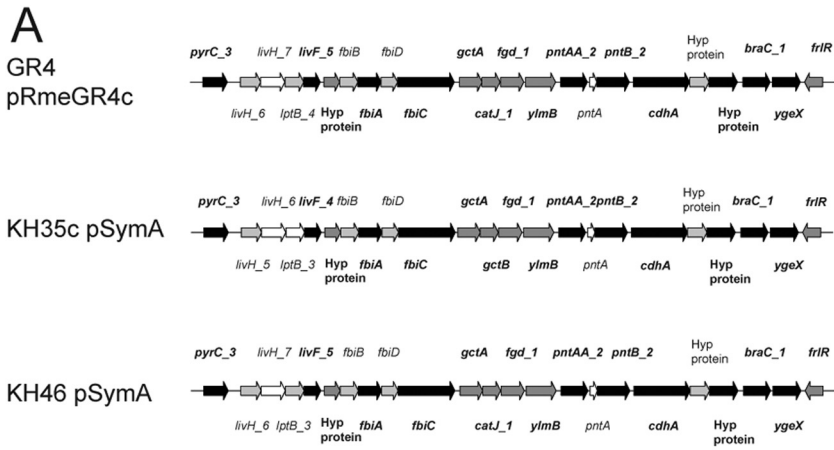 A
Hyp
protein
pyrC_3 livH_7 livF_5 fbiB fbiD gctA fgd_1 pntAA_2 pntB_2 braC_1 frlR
GR4
pRmeGR4c
livH_6 lptB_4 Hyp
protein fbiA fbiC catJ_1 ylmB pntA cdhA Hyp
protein ygeX
Hyp
protein
pyrC_3 livH_6 livF_4 fbiB fbiD gctA fgd_1 pntAA_2 pntB_2 braC_1 frlR
KH35c pSymA
livH_5 lptB_3 Hyp
protein fbiA fbiC gctB ylmB pntA cdhA Hyp
protein ygeX
Hyp
protein
pyrC_3 livH_7 livF_5 fbiB fbiD gctA fgd_1 pntAA_2 pntB_2 braC_1 frlR
KH46 pSymA
livH_6 lptB_3 Hyp
protein fbiA fbiC catJ_1 ylmB pntA cdhA Hyp
protein ygeX